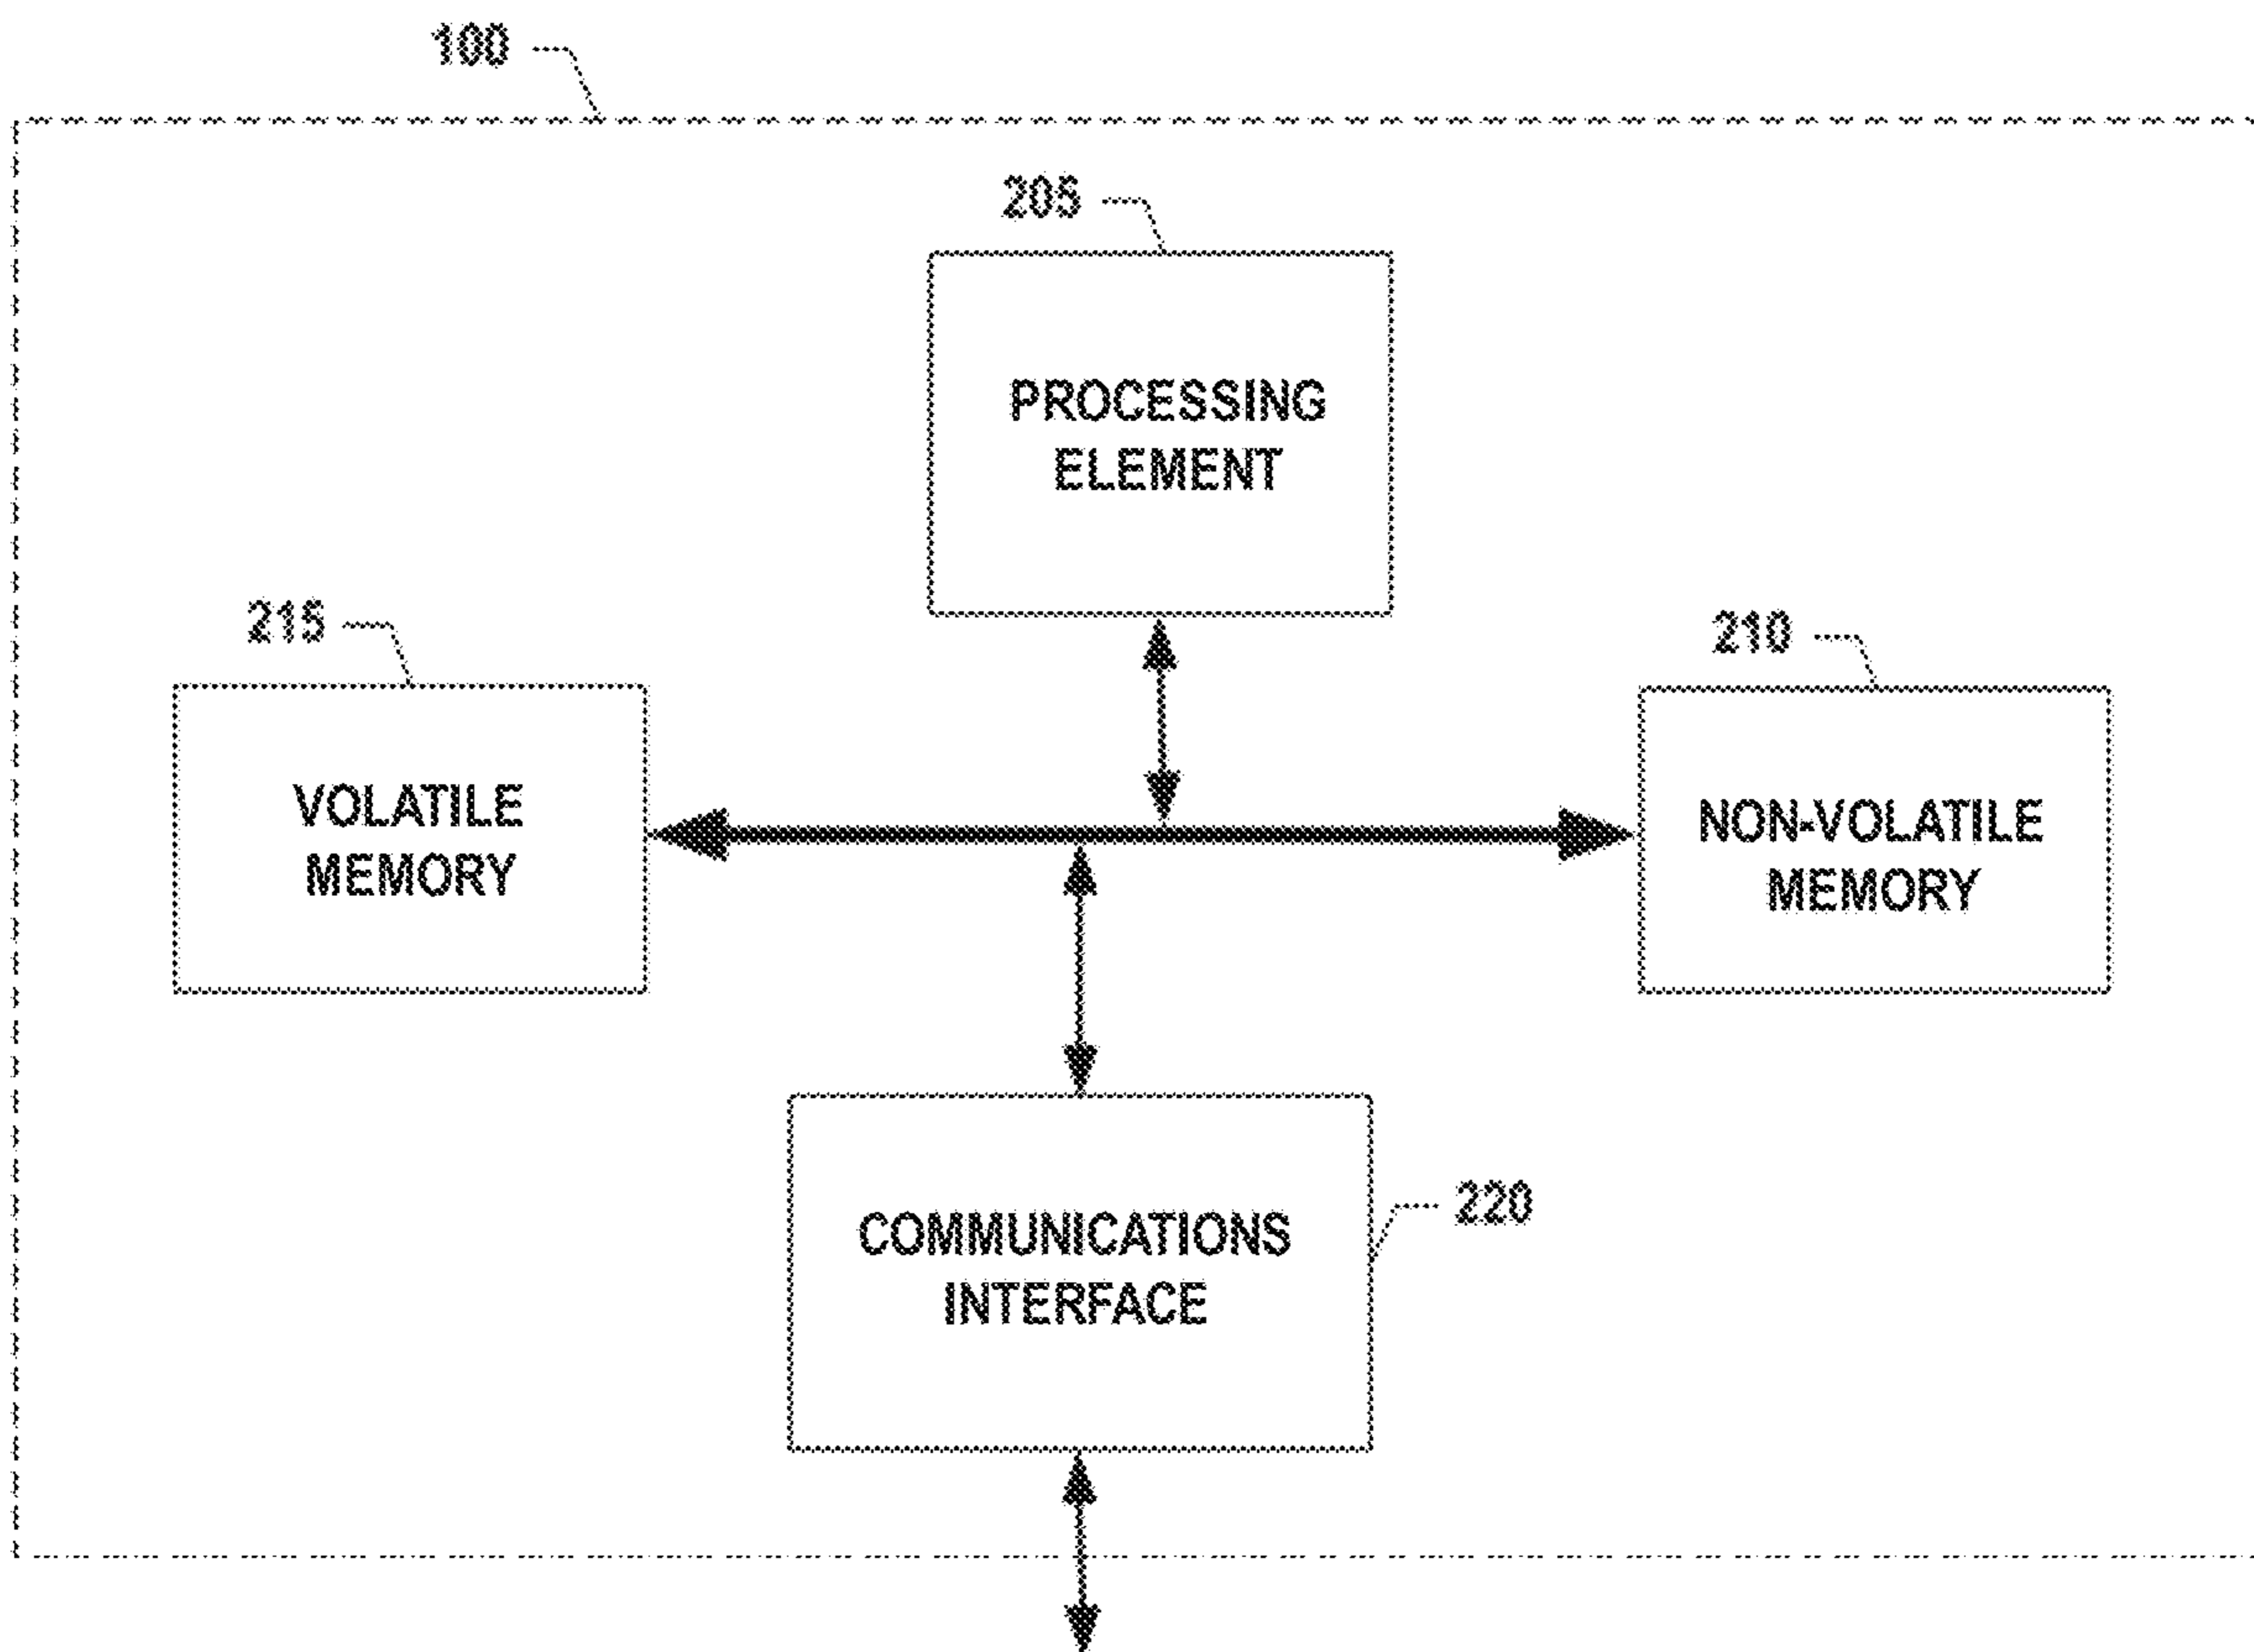 100
205
PROCESSING
ELEMENT
215
210
VOLATILE
MEMORY
NON-VOLATILE
MEMORY
220
COMMUNICATIONS
INTERFACE